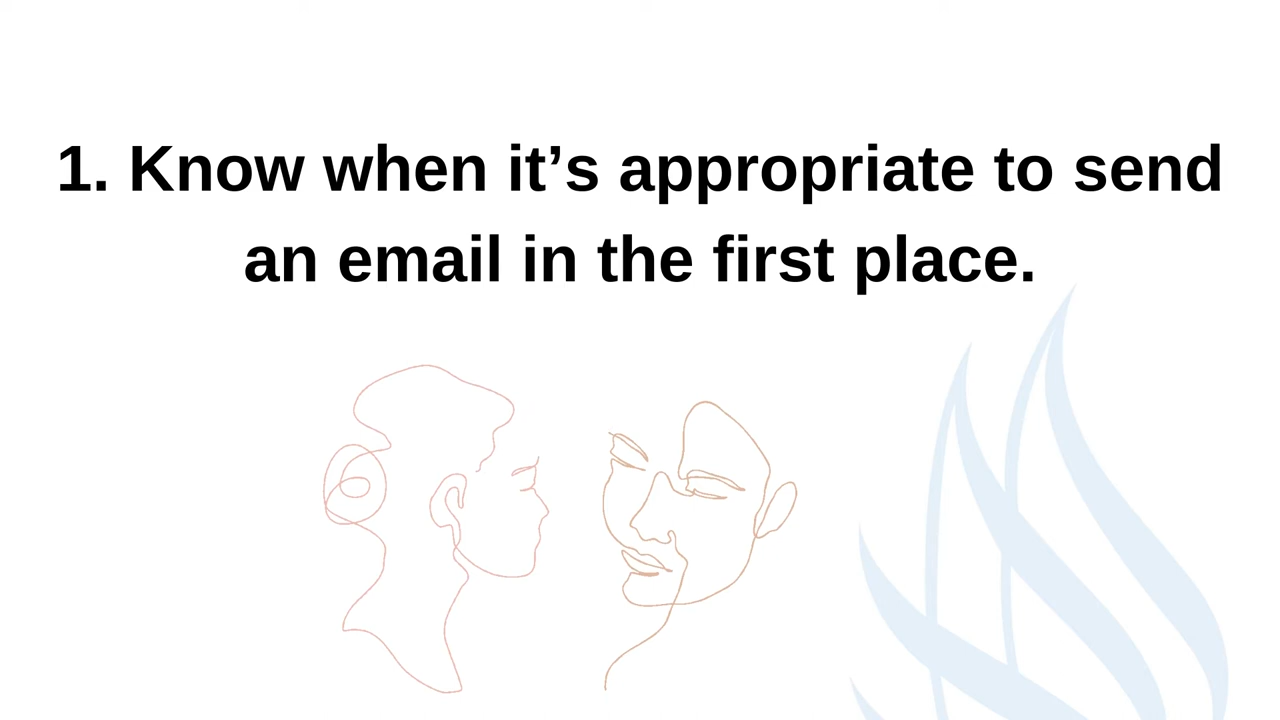 1. Know when it’s appropriate to send
an email in the first place.